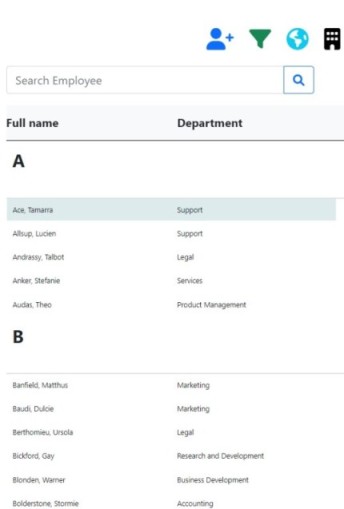 Search Employee
Full name Department
A
Ace, Tamarra Support
Allsup, Lucien Support
Andrassy, Talbot Legal
Anker, Stefanie Services
Audas, Theo Product Management
B
Banfield, Matthus Marketing
Baudi, Dulcie Marketing
Berthomieu, Ursola Legal
Bickford, Gay Research and Development
Blonden, Warner Business Development
Bolderstone, Stormie Accounting